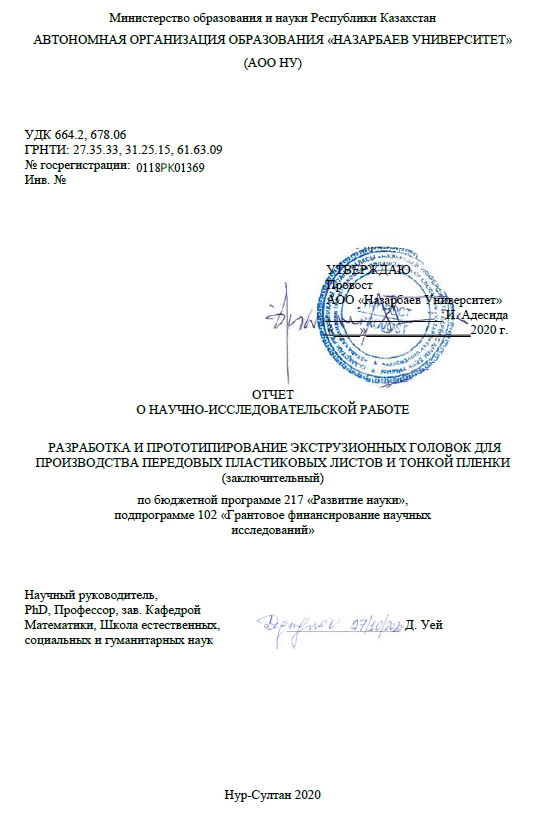 Министерство образования и науки Республики Казахстан
АВТОНОМНАЯ ОРГАНИЗАЦИЯ ОБРАЗОВАНИЯ «НАЗАРБАЕВ УНИВЕРСИТЕТ»
(АОО НУ)
УДК 664.2, 678.06
ГРНТИ: 27.35.33, 31.25.15, 61.63.09
№ госрегистрации: 0118РК01369
Инв. №
УТВЕРЖДАЮ
Провост
АОО «Назарбаев Университет»
И. Адесида
2020 г.
ОТЧЕТ
О НАУЧНО-ИССЛЕДОВАТЕЛЬСКОЙ РАБОТЕ
РАЗРАБОТКА И ПРОТОТИПИРОВАНИЕ ЭКСТРУЗИОННЫХ ГОЛОВОК ДЛЯ
ПРОИЗВОДСТВА ПЕРЕДОВЫХ ПЛАСТИКОВЫХ ЛИСТОВ И ТОНКОЙ ПЛЕНКИ
(заключительный)
по бюджетной программе 217 «Развитие науки»,
подпрограмме 102 «Грантовое финансирование научных
исследований»
Научный руководитель,
PhD, Профессор, зав. Кафедрой
Математики, Школа естественных,
социальных и гуманитарных наук
27/10/2020 Д. Уей
Нур-Султан 2020